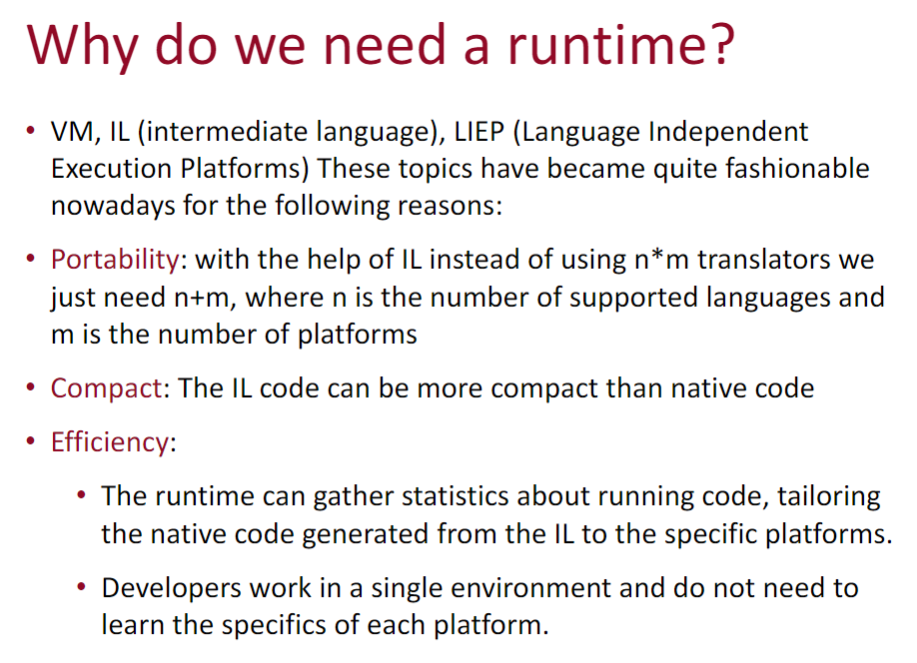 Why do we need a runtime?
• VM, IL (intermediate language), LIEP (Language Independent
Execution Platforms) These topics have became quite fashionable
nowadays for the following reasons:
• Portability: with the help of IL instead of using n*m translators we
just need n+m, where n is the number of supported languages and
m is the number of platforms
• Compact: The IL code can be more compact than native code
• Efficiency:
• The runtime can gather statistics about running code, tailoring
the native code generated from the IL to the specific platforms.
• Developers work in a single environment and do not need to
learn the specifics of each platform.